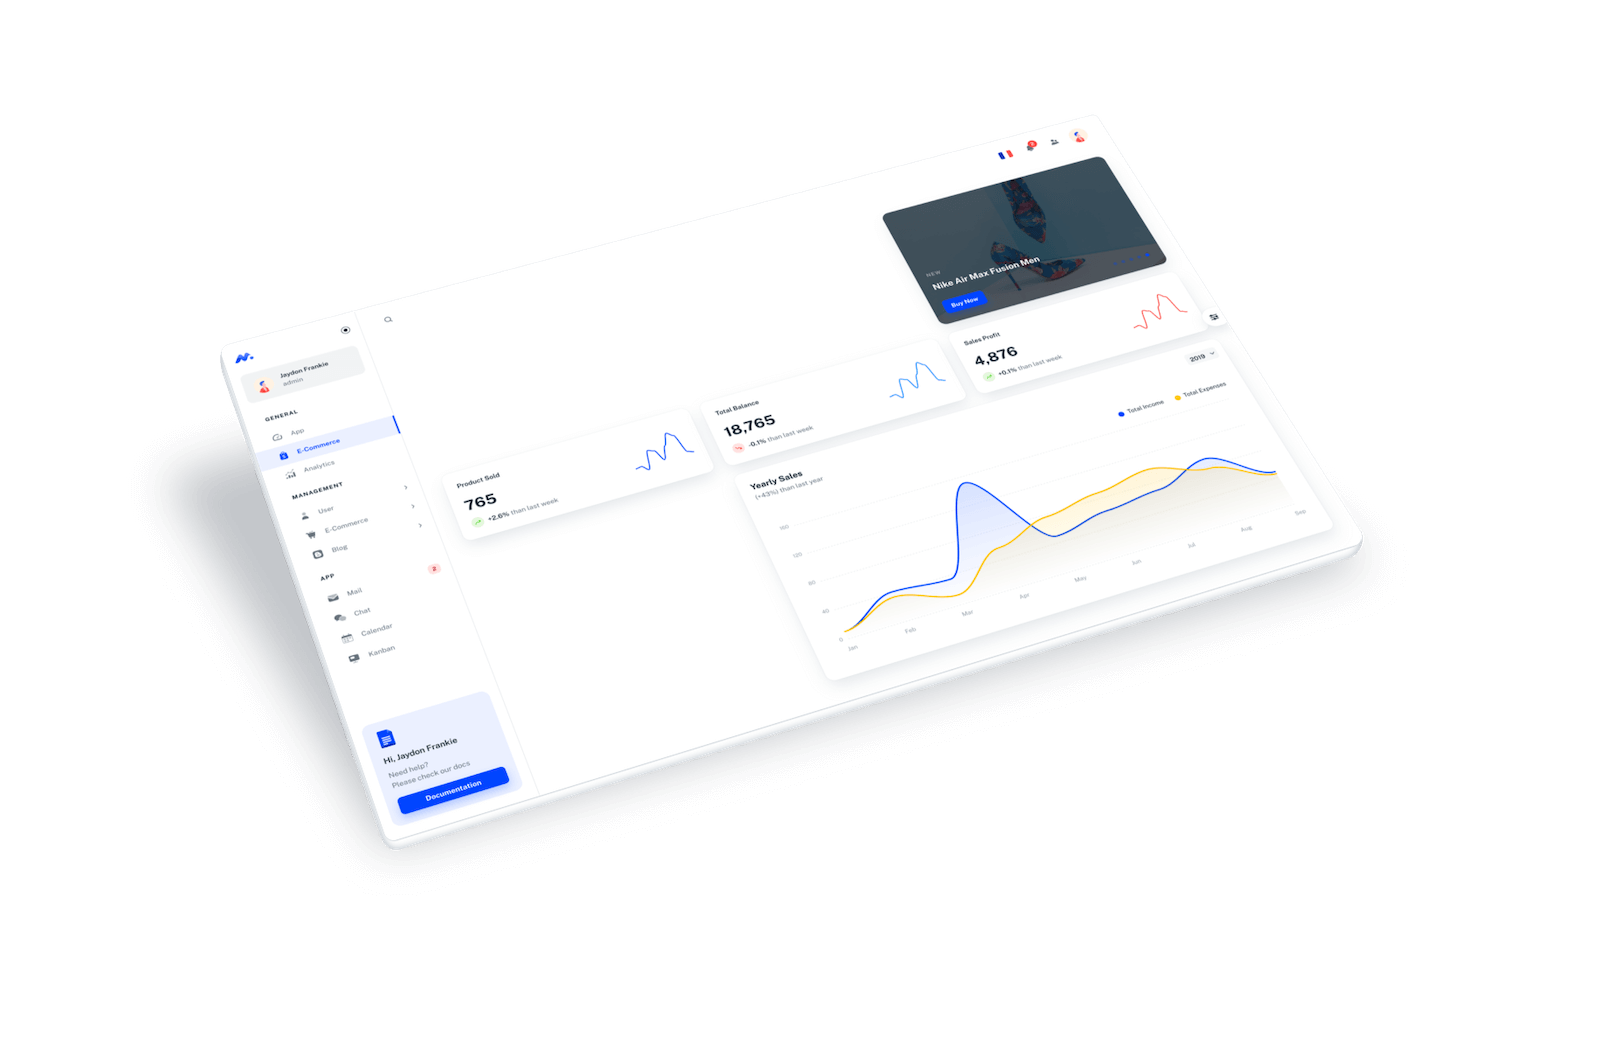 Jaydon Frankie
admin
GENERAL
App
E-Commerce
Analytics
MANAGEMENT
User
E-Commerce
Blog
APP
Mail
2
Chat
Calendar
Kanban
Hi, Jaydon Frankie
Need help?
Please check our docs
Documentation
NEW
Nike Air Max Fusion Men
Buy Now
Product Sold
765
+2.6% than last week
Total Balance
18,765
-0.1% than last week
Sales Profit
4,876
+0.1% than last week
Yearly Sales
(+43%) than last year
2019
Total Income
Total Expenses
160
120
80
40
0
Jan
Feb
Mar
Apr
May
Jun
Jul
Aug
Sep